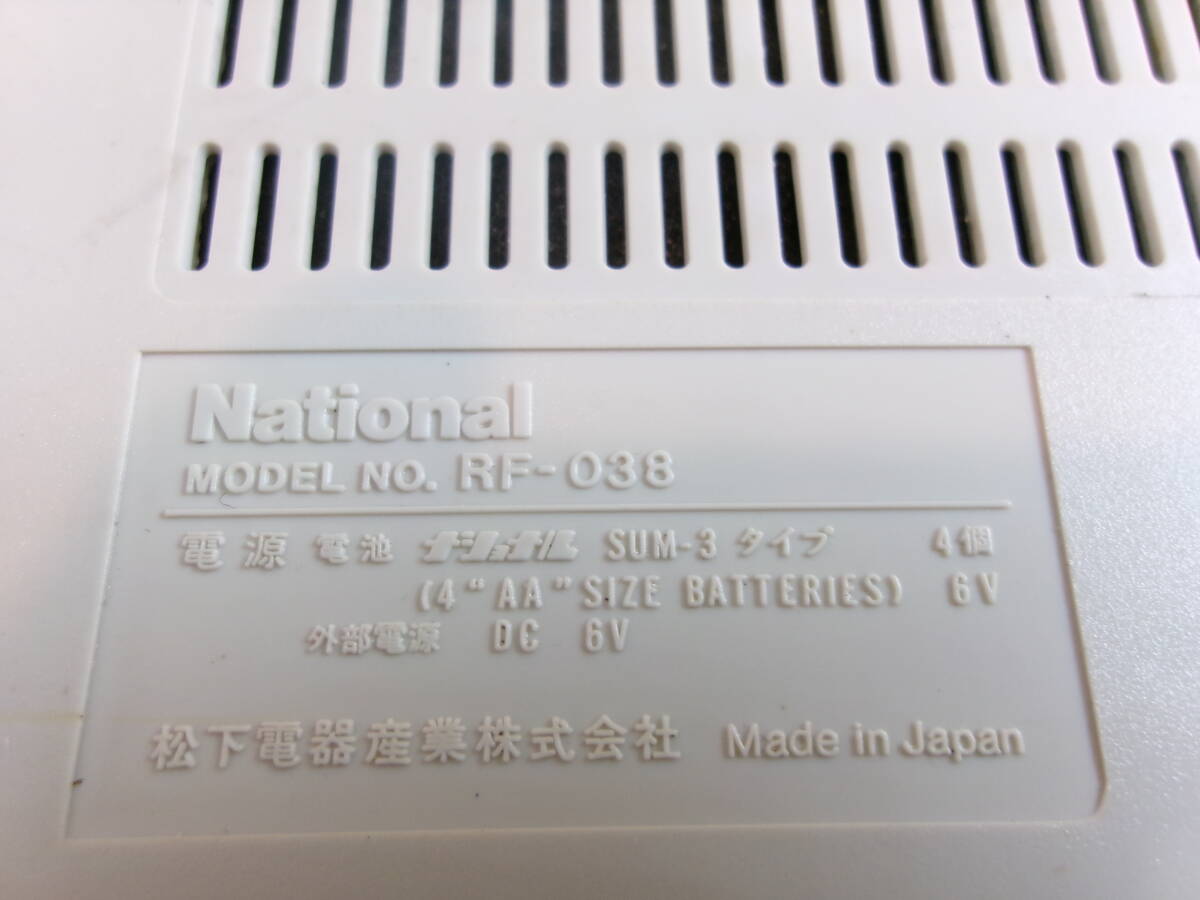 National
MODEL NO. RF-038
電源 電池 ナショナル SUM-3 タイプ 4個
(4 “AA” SIZE BATTERIES) 6V
外部電源 DC 6V
松下電器産業株式会社 Made in Japan